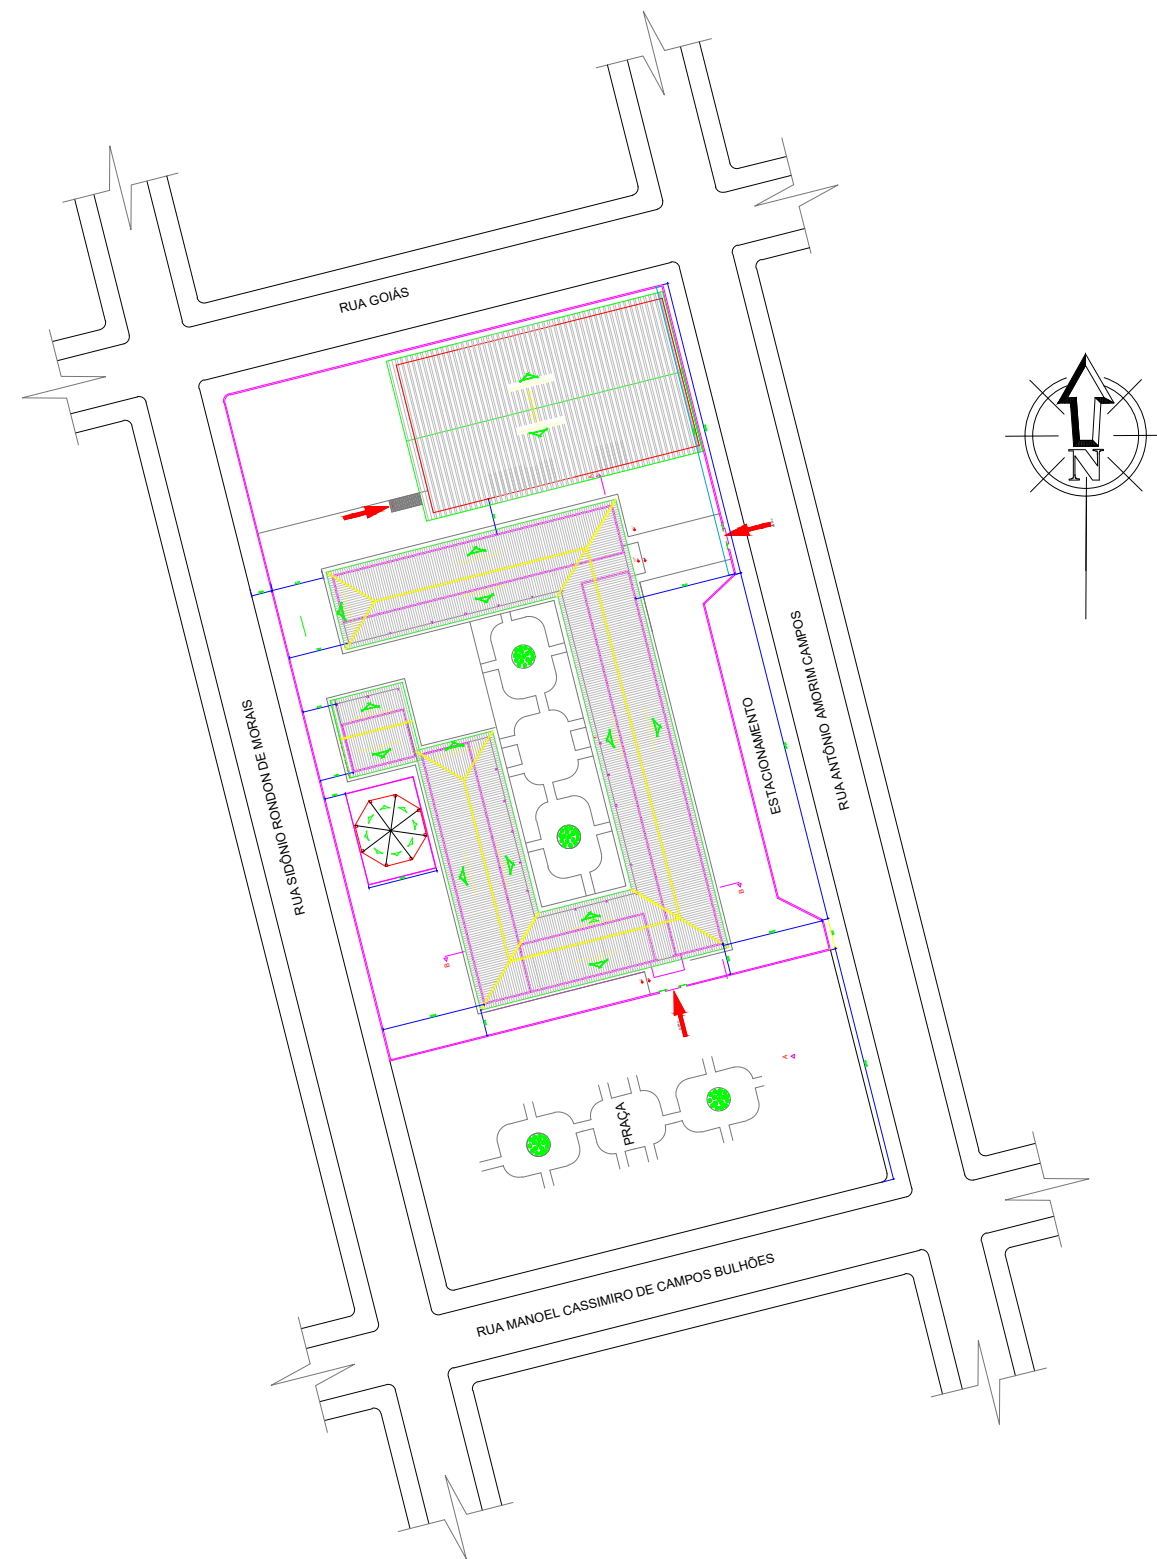 RUA GOIÁS
N
RUA SIDÔNIO RONDON DE MORAIS
ESTACIONAMENTO
RUA ANTÔNIO AMORIM CAMPOS
B
B
A
PRAÇA
RUA MANOEL CASSIMIRO DE CAMPOS BULHÕES